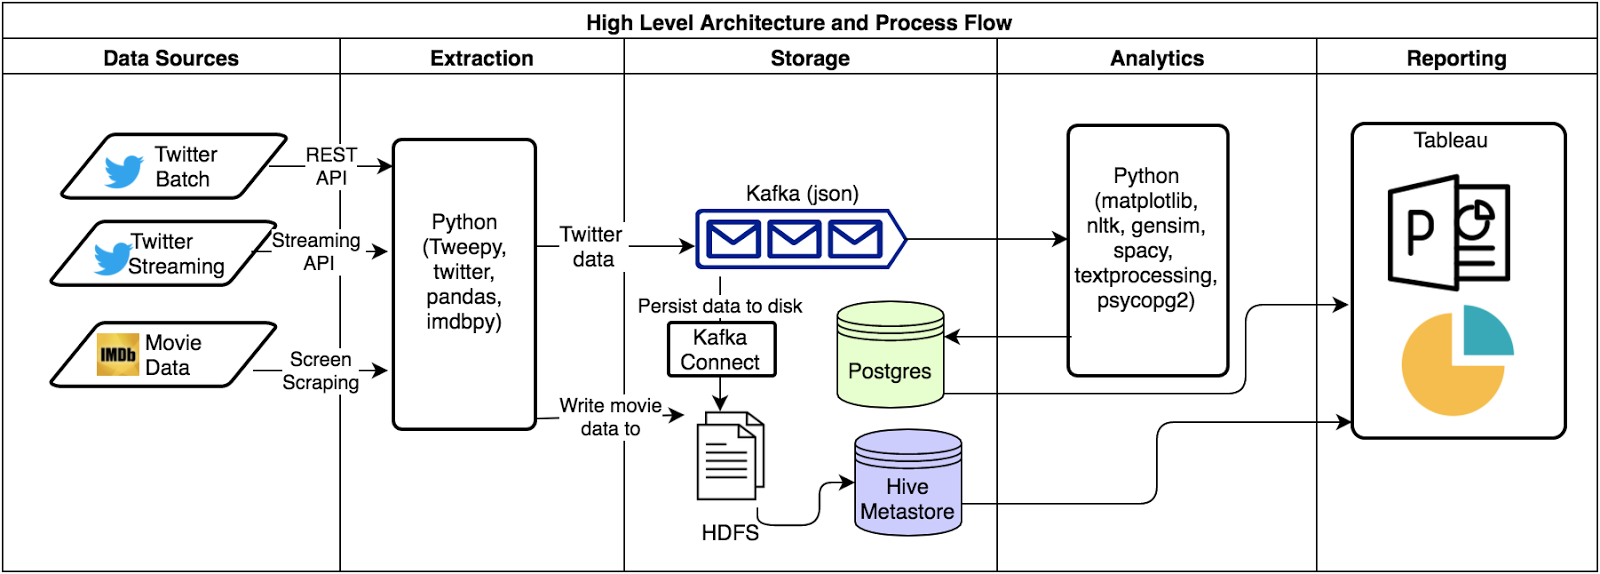 High Level Architecture and Process Flow
Data Sources
Extraction
Storage
Analytics
Reporting
Twitter
Batch
REST
API
Twitter
Streaming
Streaming
API
IMDb
Movie
Data
Screen
Scraping
Python
(Tweepy,
twitter,
pandas,
imdbpy)
Twitter
data
Write movie
data to
Kafka (json)
Persist data to disk
Kafka
Connect
HDFS
Postgres
Hive
Metastore
Python
(matplotlib,
nltk, gensim,
spacy,
textprocessing,
psycopg2)
Tableau
P